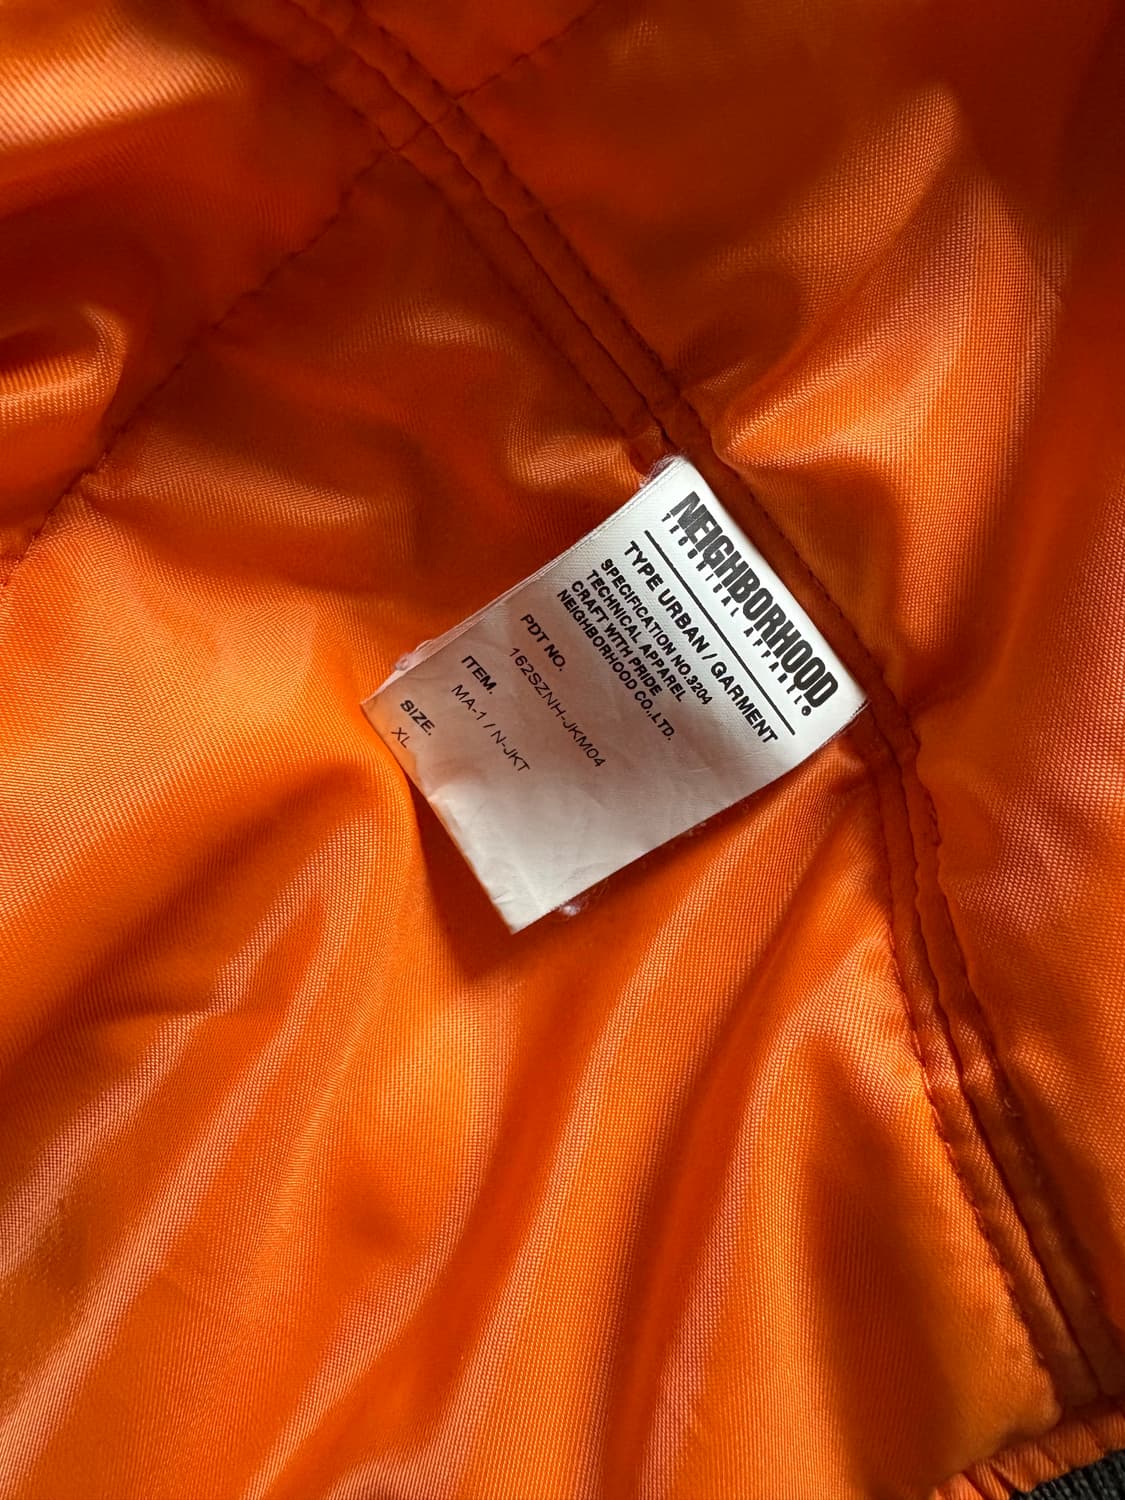 NEIGHBORHOOD
TECHNICAL APPAREL®
TYPE URBAN / GARMENT
SPECIFICATION NO.3204
TECHNICAL APPAREL
CRAFT WITH PRIDE
NEIGHBORHOOD CO.,LTD.
PDT NO.
162SZNH-JKM04
ITEM.
MA-1 / N-JKT
SIZE.
XL